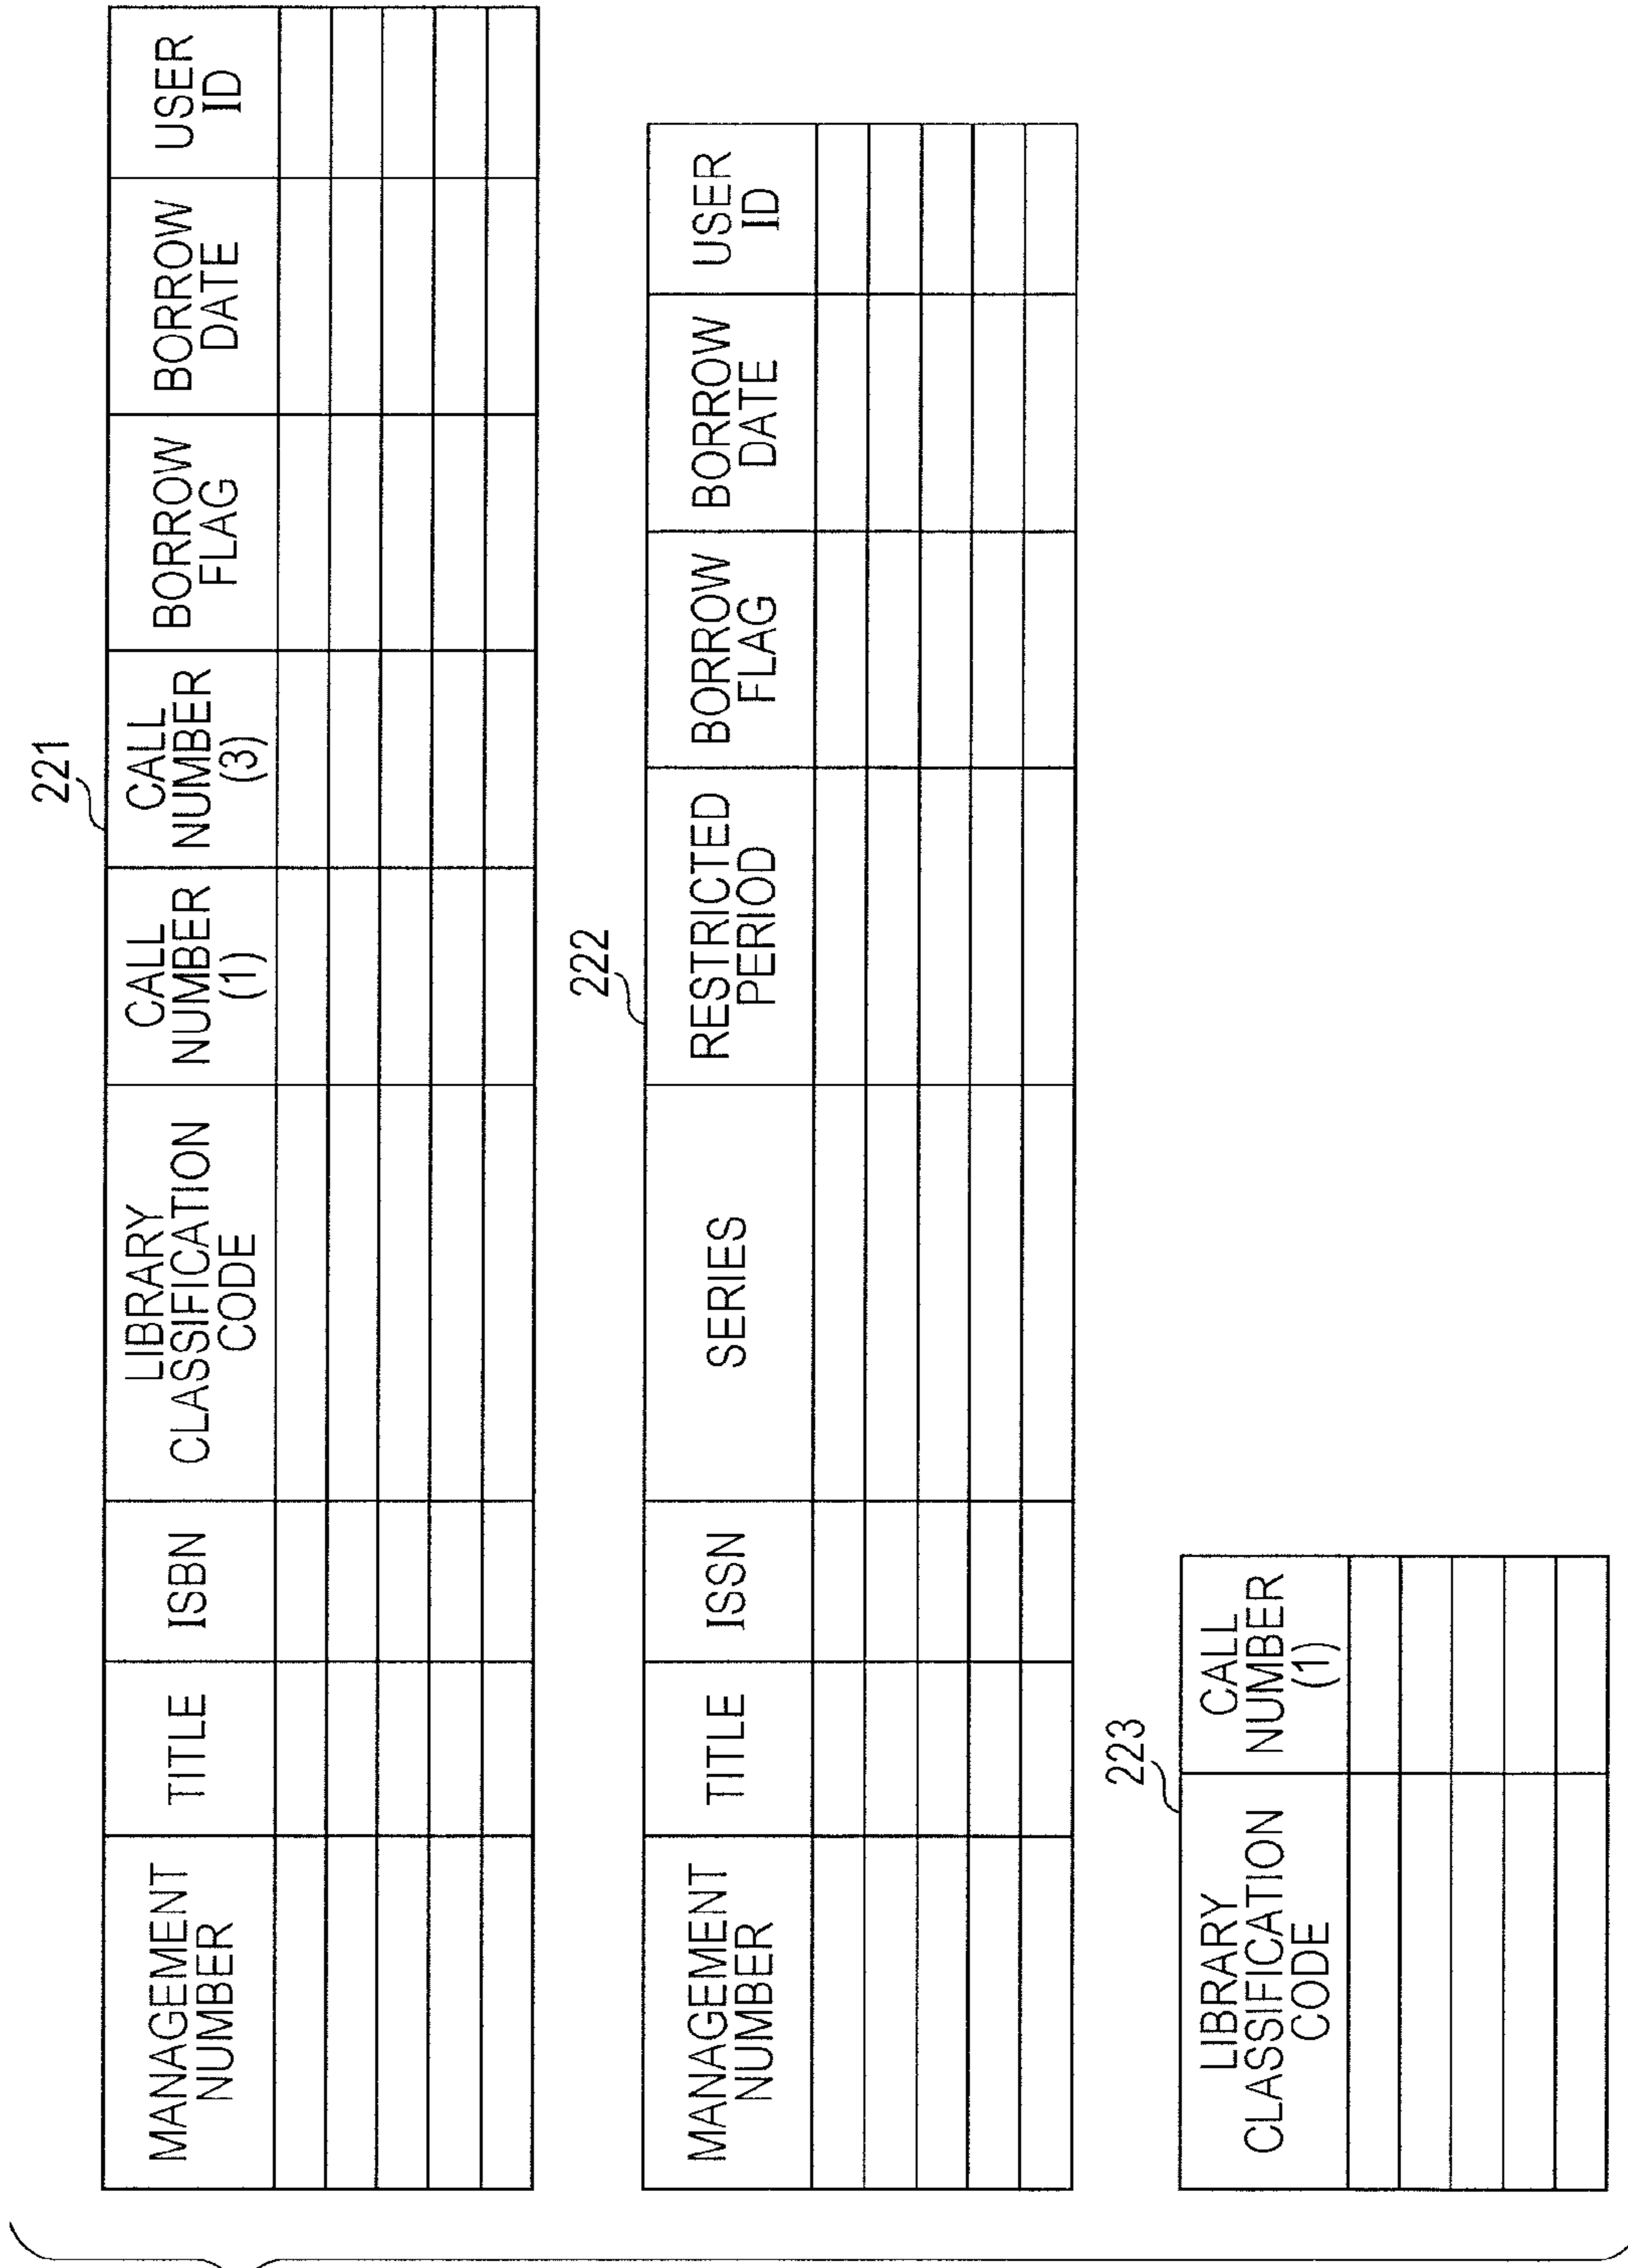 221
MANAGEMENT
NUMBER
TITLE
ISBN
LIBRARY
CLASSIFICATION
CODE
CALL
NUMBER
(1)
CALL
NUMBER
(3)
BORROW
FLAG
BORROW
DATE
USER
ID
222
MANAGEMENT
NUMBER
TITLE
ISSN
SERIES
RESTRICTED
PERIOD
BORROW
FLAG
BORROW
DATE
USER
ID
223
LIBRARY
CLASSIFICATION
CODE
CALL
NUMBER
(1)